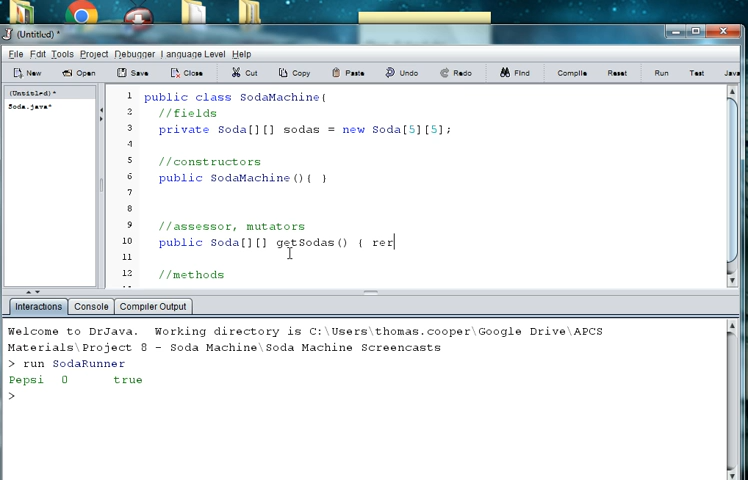 (Untitled) *
File Edit Tools Project Debugger Language Level Help
New Open Save Close Cut Copy Paste Undo Redo Find Compile Reset Run Test Java
(Untitled)*
Soda.java*
1 public class SodaMachine{
2 //fields
3 private Soda[][] sodas = new Soda[5][5];
4
5 //constructors
6 public SodaMachine(){ }
7
8
9 //assessor, mutators
10 public Soda[][] getSodas() { rer
11
12 //methods
Interactions Console Compiler Output
Welcome to DrJava. Working directory is C:\Users\thomas.cooper\Google Drive\APCS
Materials\Project 8 - Soda Machine\Soda Machine Screencasts
> run SodaRunner
Pepsi 0 true
>